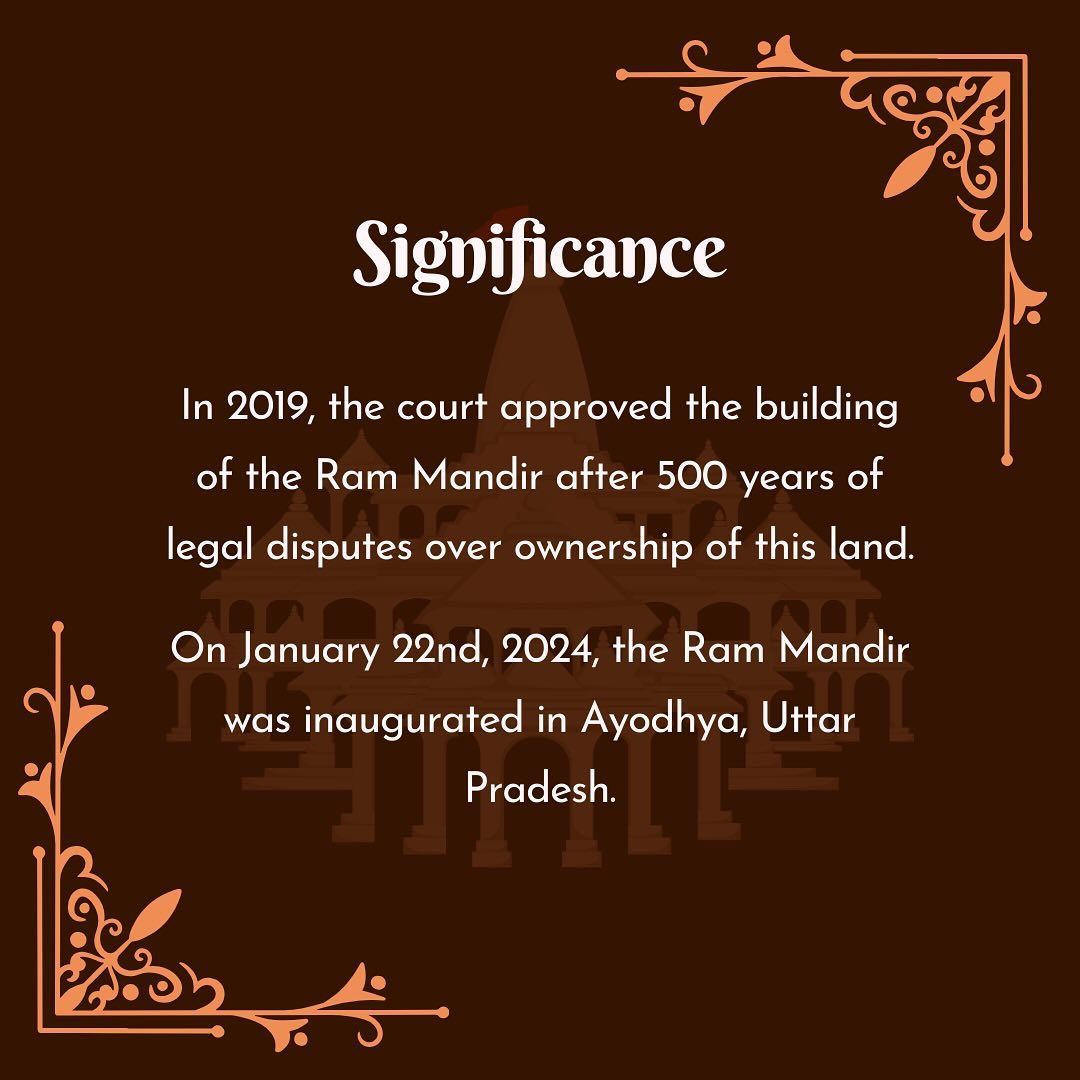 Significance
In 2019, the court approved the building
of the Ram Mandir after 500 years of
legal disputes over ownership of this land.
On January 22nd, 2024, the Ram Mandir
was inaugurated in Ayodhya, Uttar
Pradesh.